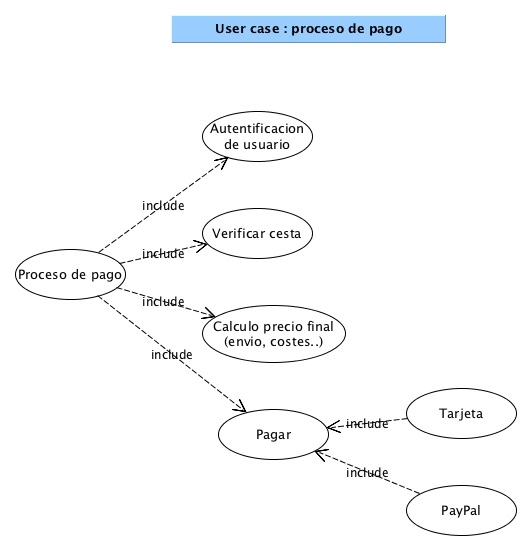 User case : proceso de pago
Autentificacion
de usuario
include
Verificar cesta
include
Proceso de pago
include
Calculo precio final
(envio, costes..)
include
Pagar
include
Tarjeta
include
PayPal